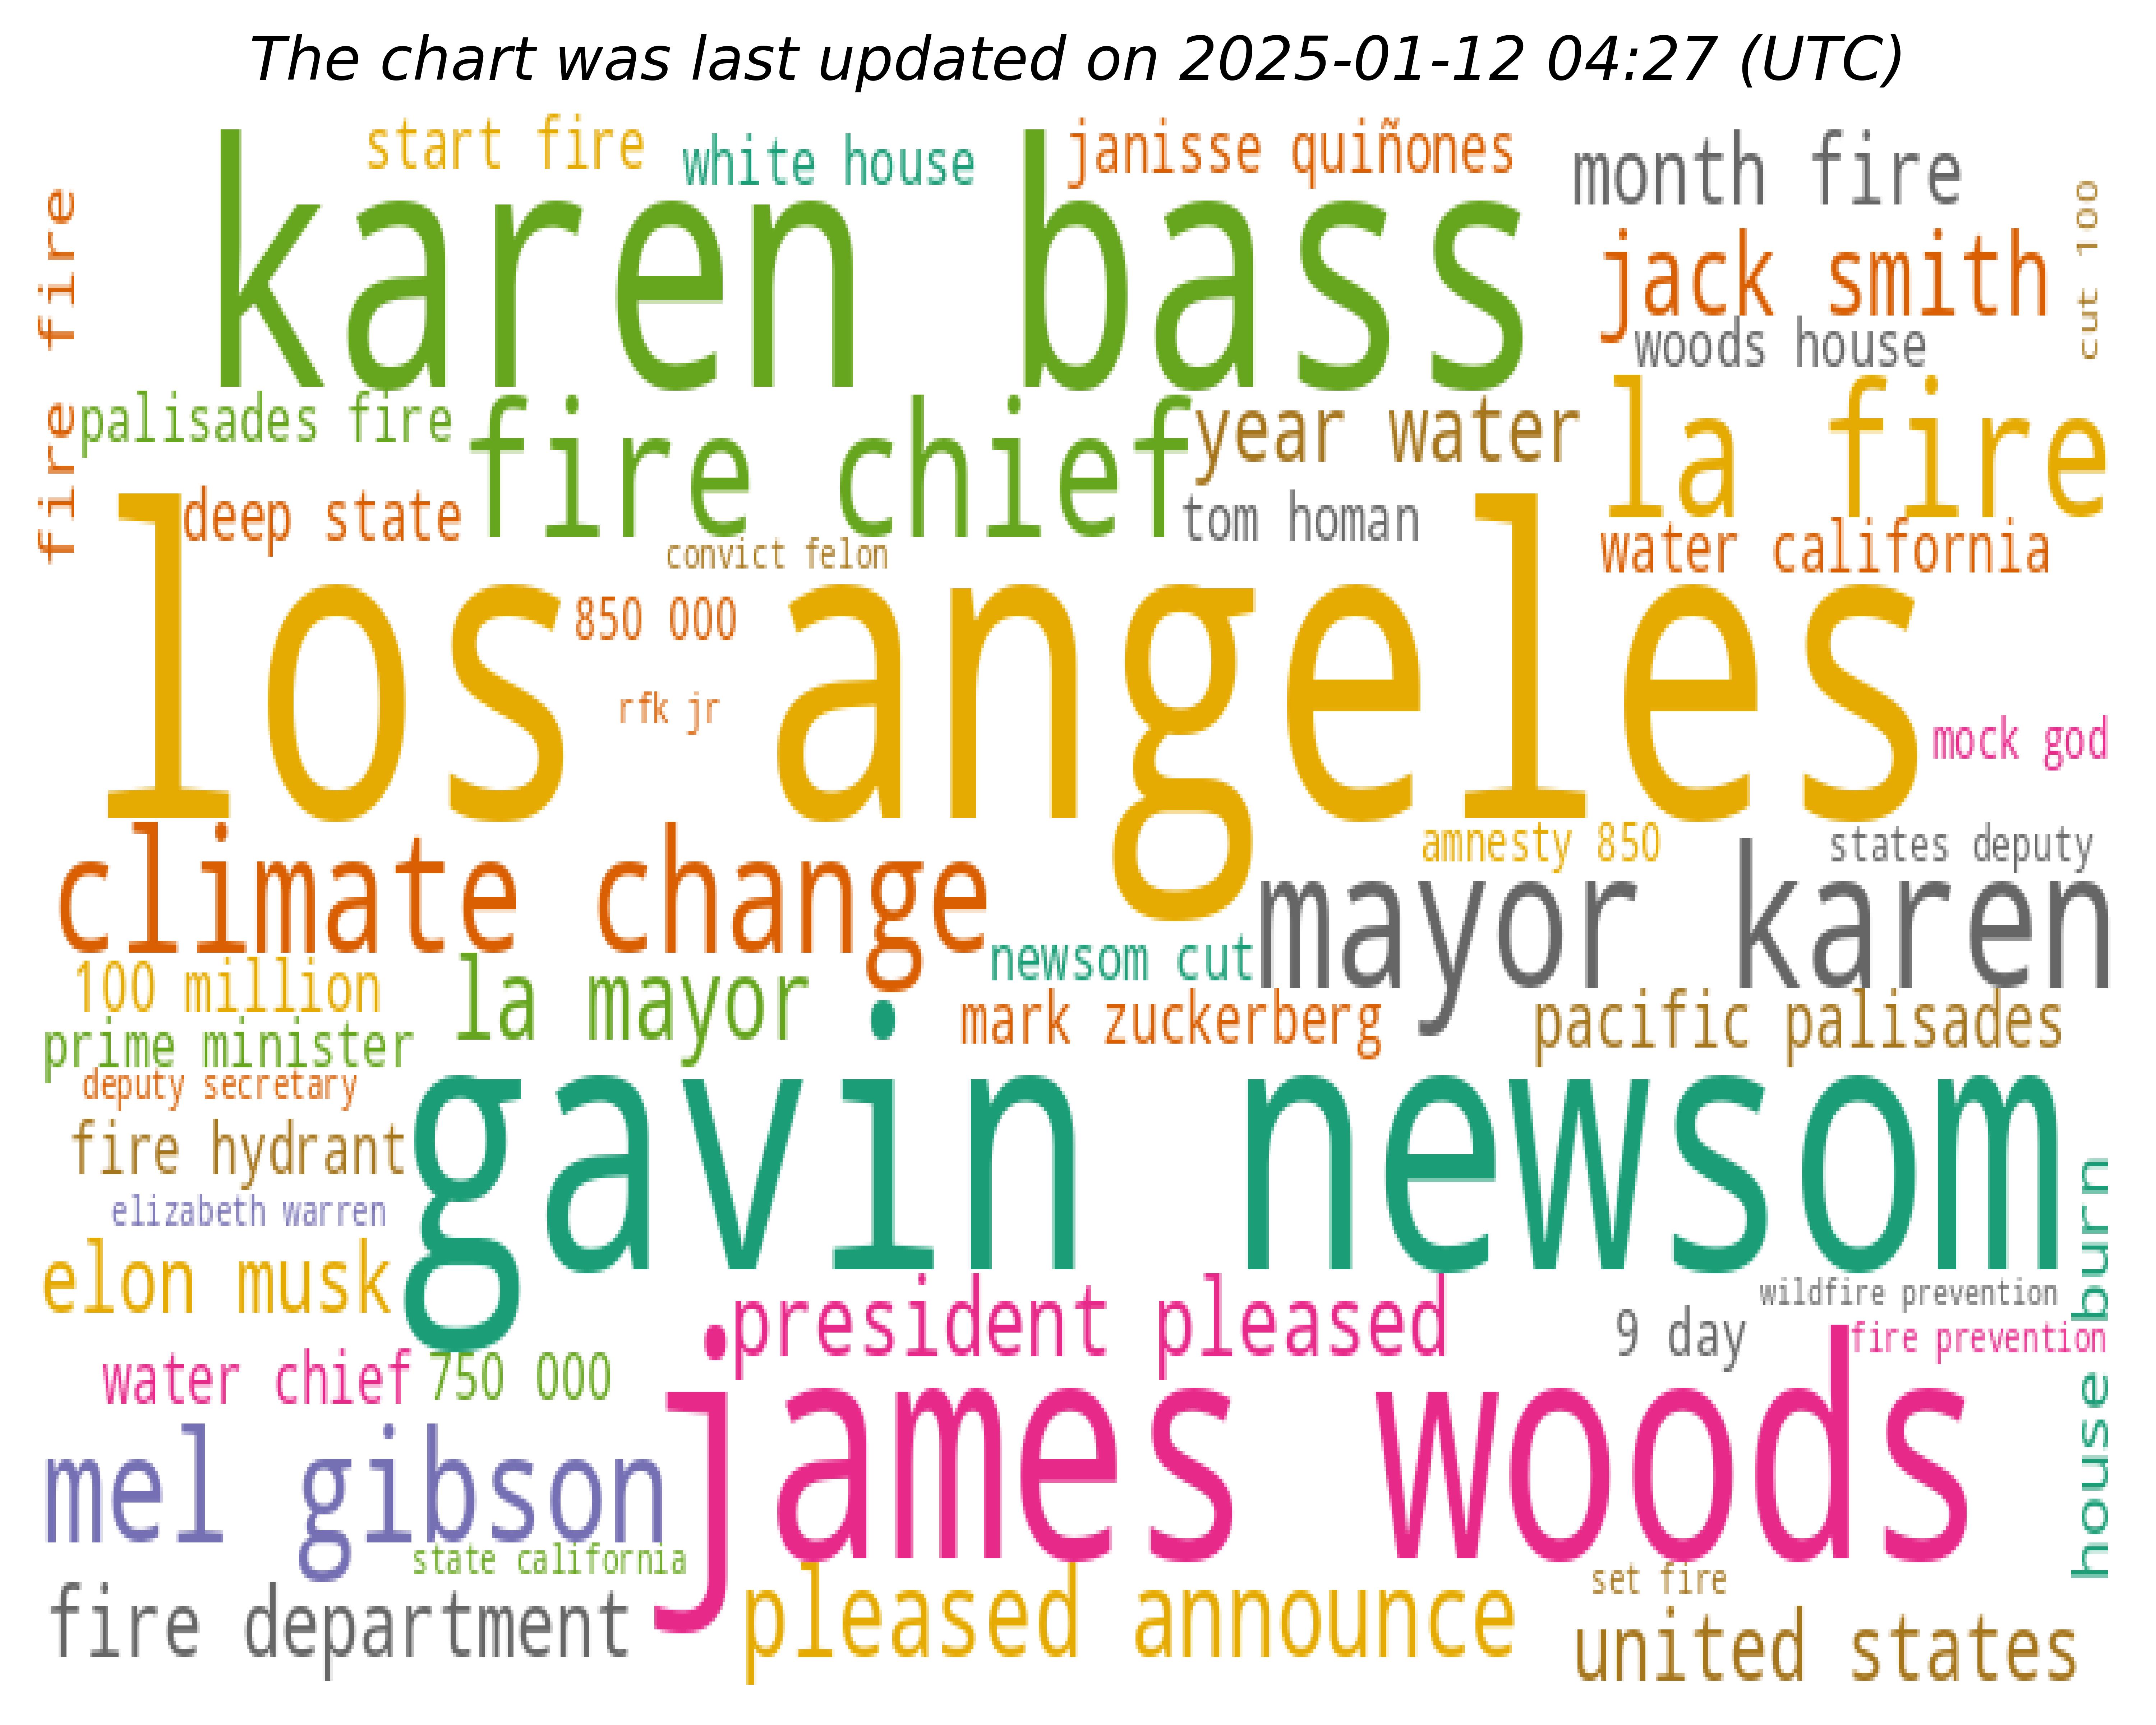 The chart was last updated on 2025-01-12 04:27 (UTC)
start fire
white house
janisse quiñones
month fire
karen bass
cut 100
fire fire
jack smith
woods house
palisades fire
fire chief
year water
la fire
deep state
tom homan
convict felon
water california
los angeles
850 000
rfk jr
mock god
amnesty 850
states deputy
climate change
mayor karen
newsom cut
100 million
la mayor
mark zuckerberg
pacific palisades
prime minister
deputy secretary
gavin newsom
fire hydrant
elizabeth warren
elon musk
house burn
president pleased
wildfire prevention
9 day
fire prevention
water chief
750 000
james woods
mel gibson
state california
set fire
fire department
pleased announce
united states